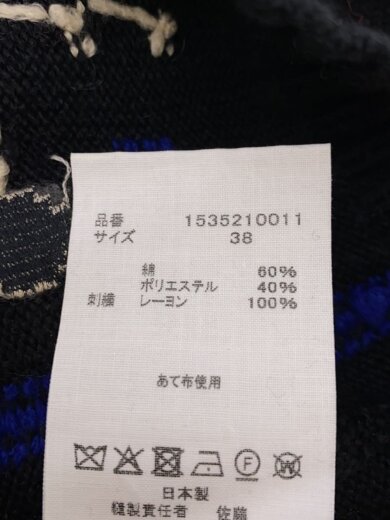 品番 1535210011
サイズ 38
綿 60%
ポリエステル 40%
刺繍 レーヨン 100%
あて布使用
日本製
縫製責任者 佐藤